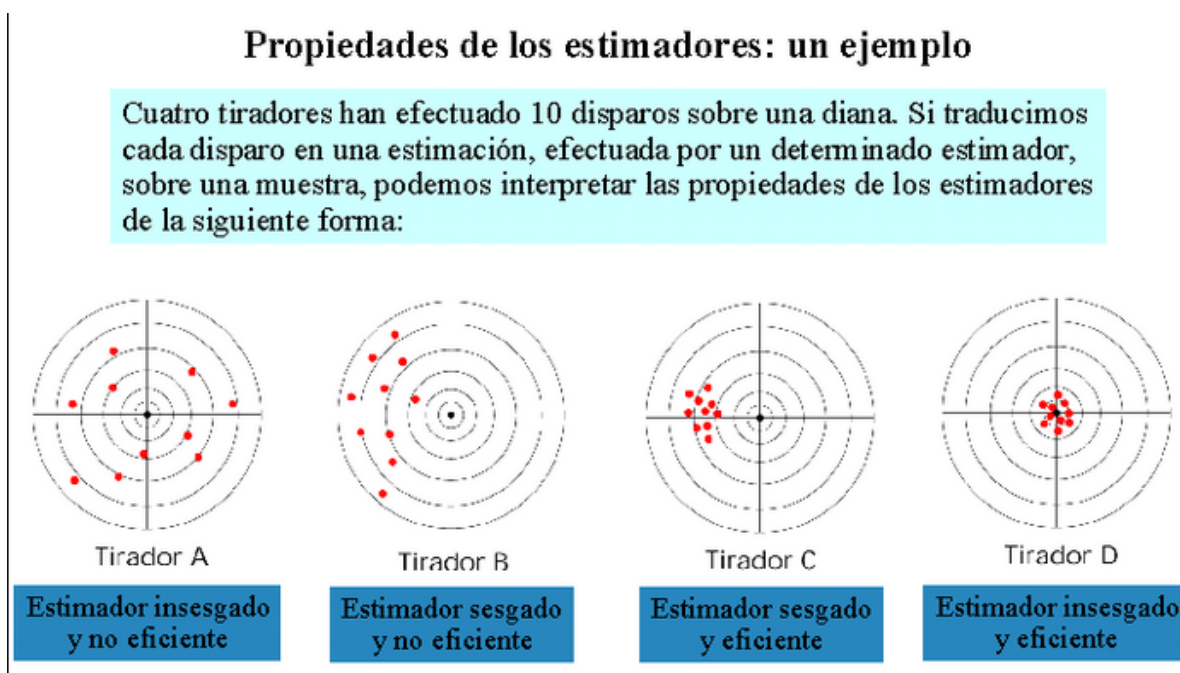 Propiedades de los estimadores: un ejemplo
Cuatro tiradores han efectuado 10 disparos sobre una diana. Si traducimos
cada disparo en una estimación, efectuada por un determinado estimador,
sobre una muestra, podemos interpretar las propiedades de los estimadores
de la siguiente forma:
Tirador A
Estimador insesgado
y no eficiente
Tirador B
Estimador sesgado
y no eficiente
Tirador C
Estimador sesgado
y eficiente
Tirador D
Estimador insesgado
y eficiente